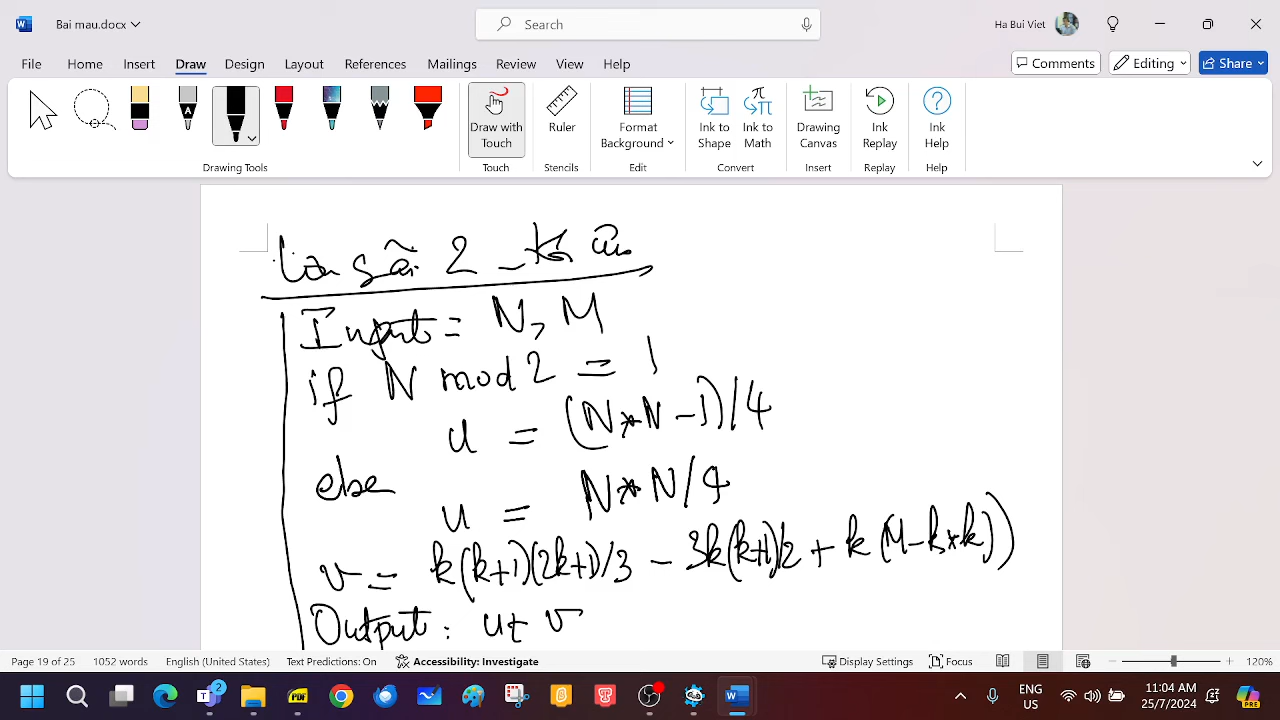 Bai mau.docx
Search
Ha Bui Viet
File Home Insert Draw Design Layout References Mailings Review View Help
Comments Editing Share
Draw with Touch
Ruler
Format Background
Ink to Shape
Ink to Math
Drawing Canvas
Ink Replay
Ink Help
Drawing Tools Touch Stencils Edit Convert Insert Replay Help
2
Input = N, M
if N mod 2 = 1
u = (N*N-1)/4
else
u = N*N/4
v = k(k+1)(2k+1)/3 - 3k(k+1)/2 + k(M-k*k))
Output: u+v
Page 19 of 25 1052 words English (United States) Text Prediction: On Accessibility: Investigate Display Settings Focus 120%
ENG US
11:04 AM
25/7/2024